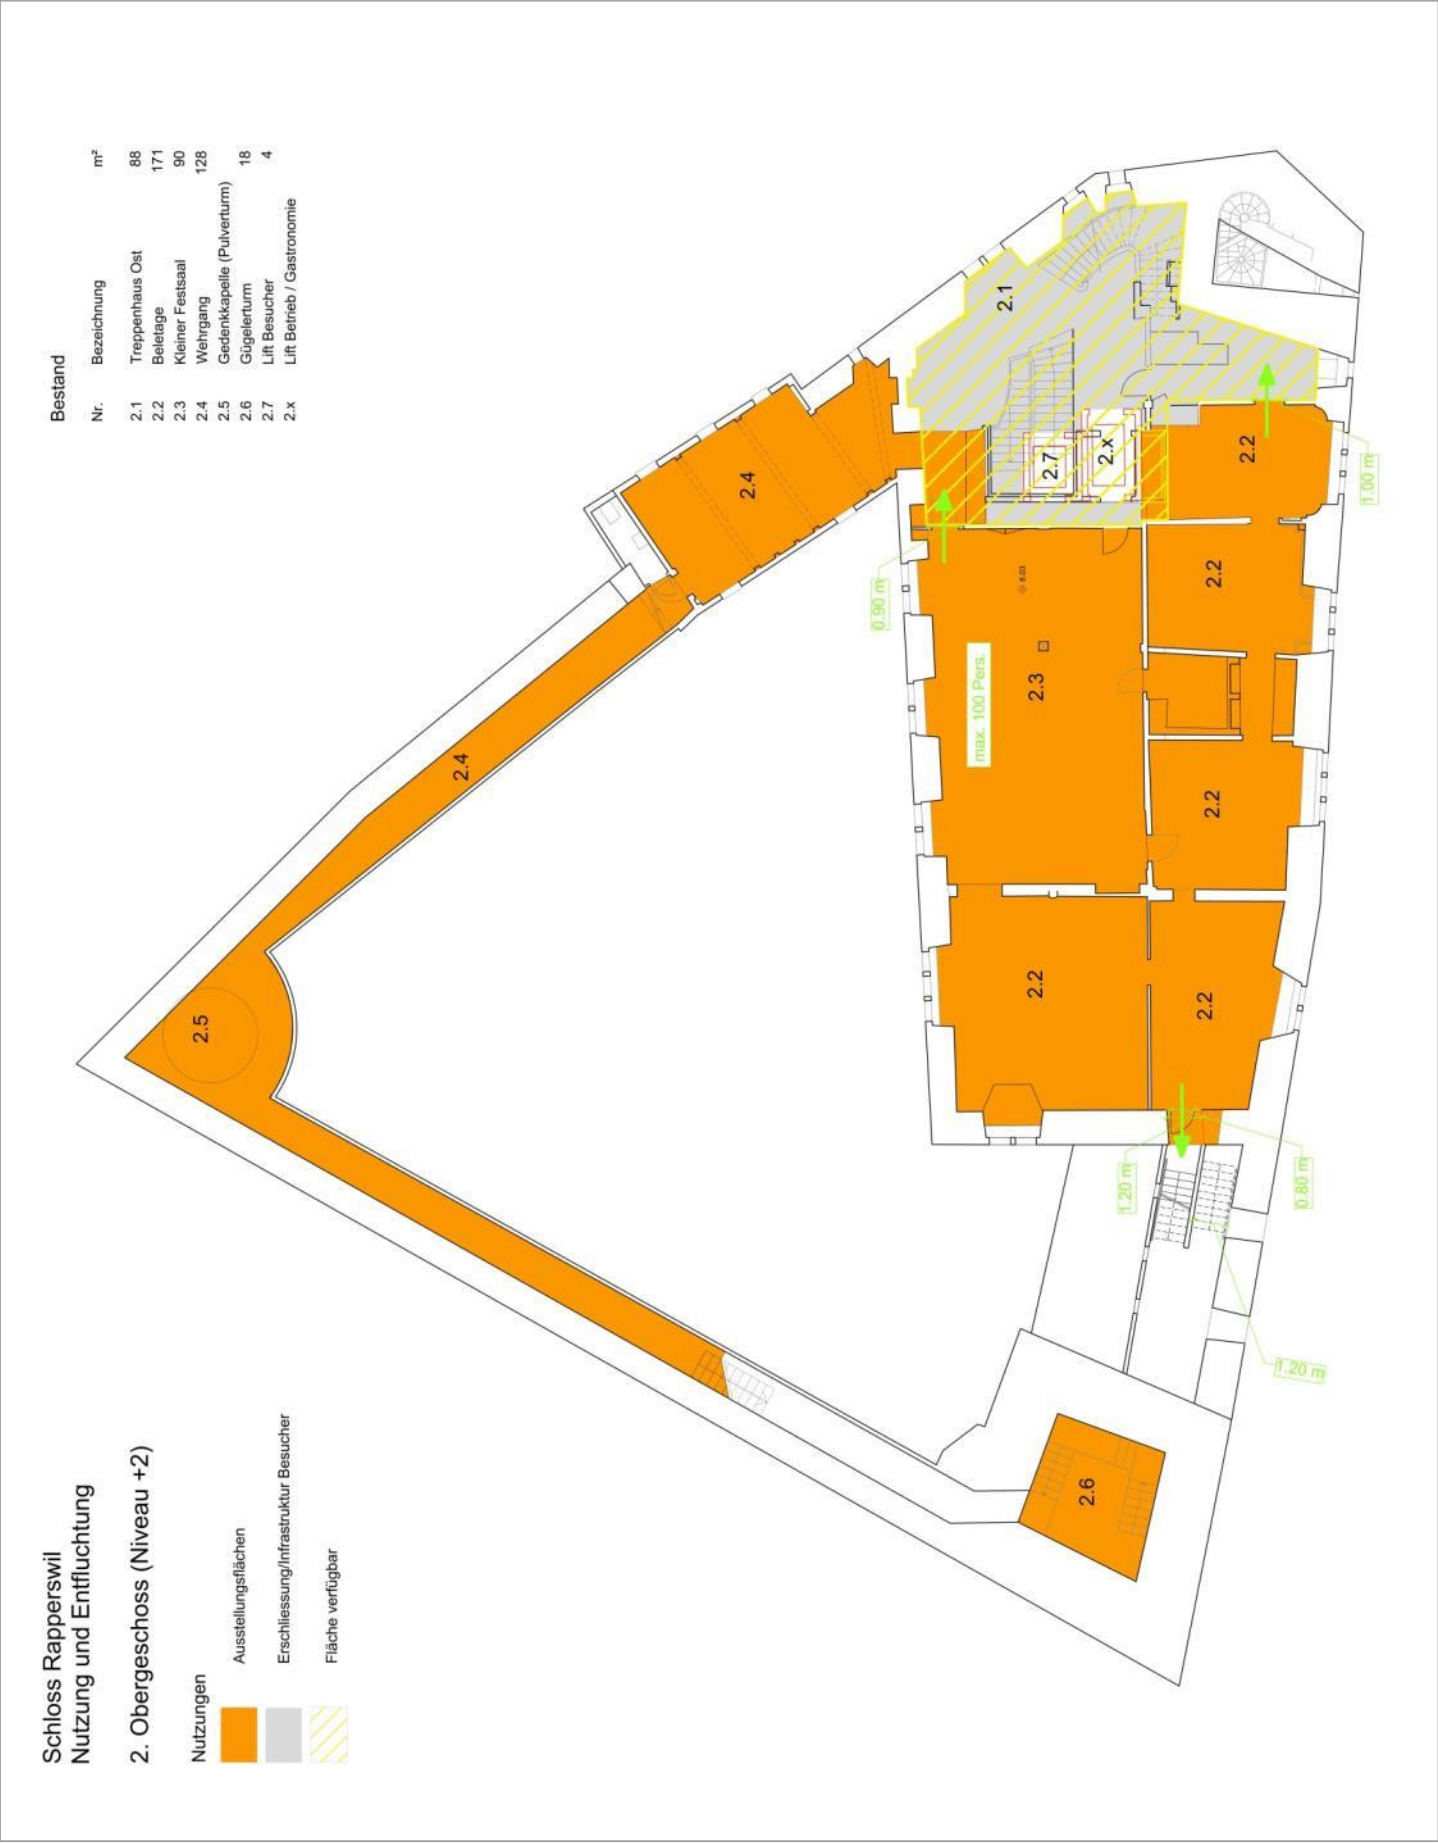 Schloss Rapperswil
Nutzung und Entfluchtung
2. Obergeschoss (Niveau +2)
Nutzungen
Ausstellungsflächen
Erschliessung/Infrastruktur Besucher
Fläche verfügbar
Bestand
Nr. Bezeichnung m²
2.1 Treppenhaus Ost 88
2.2 Beletage 171
2.3 Kleiner Festsaal 90
2.4 Wehrgang 128
2.5 Gedenkkapelle (Pulverturm)
2.6 Gügelerturm 18
2.7 Lift Besucher 4
2.x Lift Betrieb / Gastronomie
2.5
2.4
2.4
0.90 m
2.1
max. 100 Pers.
8.03
2.3
2.7
2.x
2.2
2.6
1.20 m
2.2
2.2
2.2
2.2
0.80 m
1.20 m
1.00 m